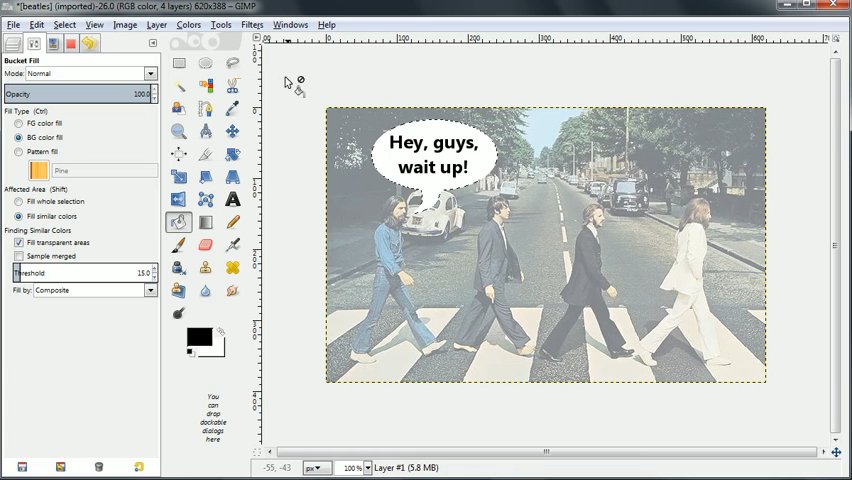 *[beatles] (imported)-26.0 (RGB color, 4 layers) 620x388 – GIMP
File Edit Select View Image Layer Colors Tools Filters Windows Help
Bucket Fill
Mode: Normal
Opacity 100.0
Fill Type (Ctrl)
FG color fill
BG color fill
Pattern fill
Pine
Affected Area (Shift)
Fill whole selection
Fill similar colors
Finding Similar Colors
Fill transparent areas
Sample merged
Threshold 15.0
Fill by: Composite
You
can
drop
dockable
dialogs
here
Hey, guys,
wait up!
-55, -43 px 100 % Layer #1 (5.8 MB)